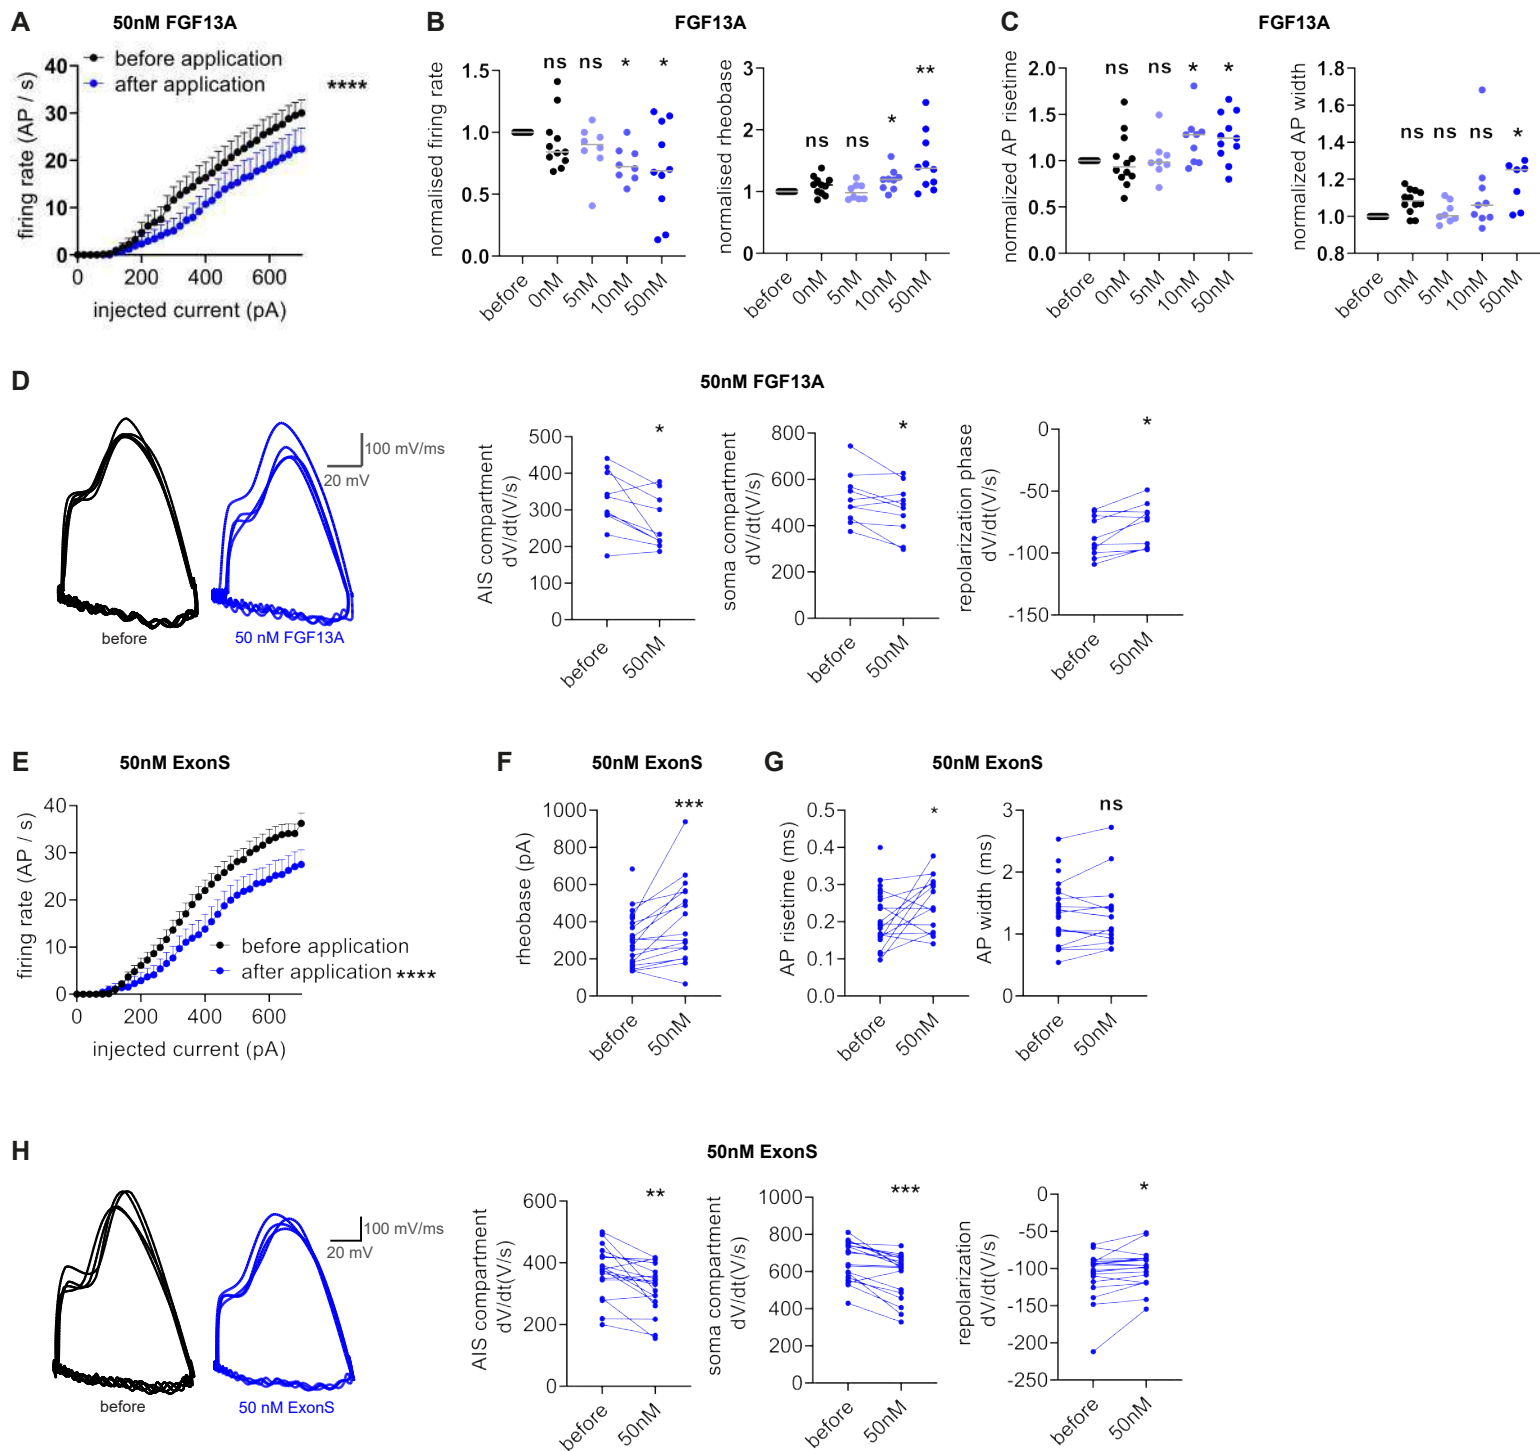 A
50nM FGF13A
before application
after application
****
firing rate (AP / s)
40
30
20
10
0
200
400
600
injected current (pA)
B
FGF13A
normalised firing rate
1.5
1.0
0.5
0.0
ns
ns
*
*
before
0nM
5nM
10nM
50nM
normalised rheobase
3
2
1
0
ns
ns
*
**
before
0nM
5nM
10nM
50nM
C
FGF13A
normalized AP risetime
2.0
1.5
1.0
0.5
0.0
ns
ns
*
*
before
0nM
5nM
10nM
50nM
normalized AP width
1.8
1.6
1.4
1.2
1.0
0.8
ns
ns
ns
*
before
0nM
5nM
10nM
50nM
D
50nM FGF13A
100 mV/ms
20 mV
before
50 nM FGF13A
AIS compartment
dV/dt(V/s)
500
400
300
200
100
0
*
before
50nM
soma compartment
dV/dt(V/s)
800
600
400
200
0
*
before
50nM
repolarization phase
dV/dt(V/s)
0
-50
-100
-150
*
before
50nM
E
50nM ExonS
firing rate (AP / s)
40
30
20
10
0
before application
after application ****
0
200
400
600
injected current (pA)
F
50nM ExonS
rheobase (pA)
1000
800
600
400
200
0
***
before
50nM
G
50nM ExonS
AP risetime (ms)
0.5
0.4
0.3
0.2
0.1
0.0
*
before
50nM
AP width (ms)
3
2
1
0
ns
before
50nM
H
50nM ExonS
100 mV/ms
20 mV
before
50 nM ExonS
AIS compartment
dV/dt(V/s)
600
400
200
0
**
before
50nM
soma compartment
dV/dt(V/s)
1000
800
600
400
200
0
***
before
50nM
repolarization
dV/dt(V/s)
0
-50
-100
-150
-200
-250
*
before
50nM